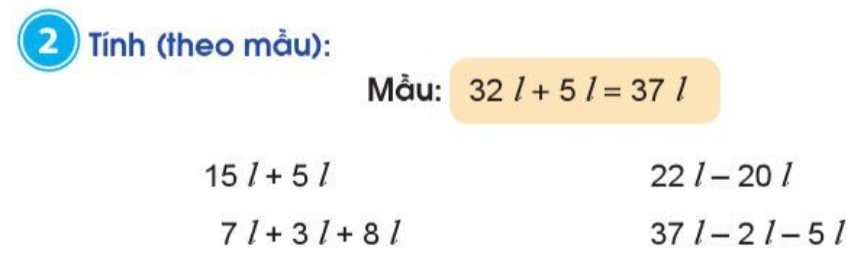 2 Tính (theo mẫu):
Mẫu: 32 l + 5 l = 37 l
15 l + 5 l 22 l – 20 l
7 l + 3 l + 8 l 37 l – 2 l – 5 l